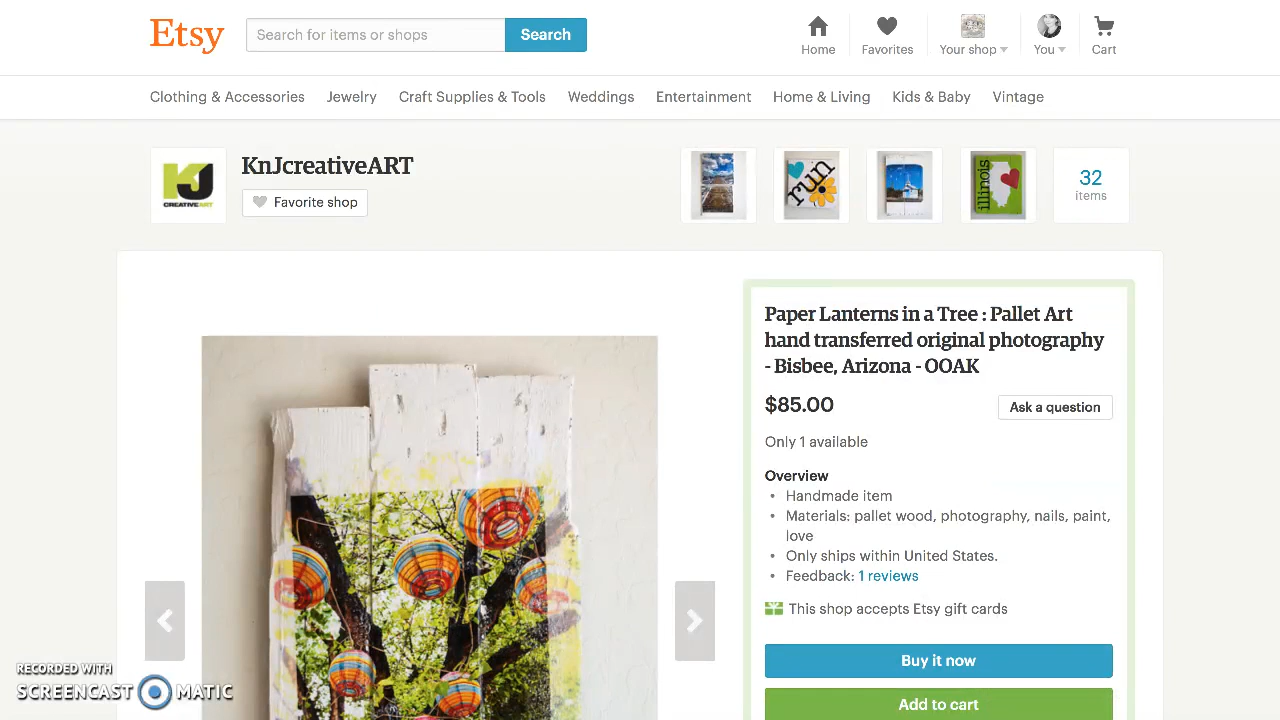 Etsy
Search for items or shops
Search
Home
Favorites
Your shop
You
Cart
Clothing & Accessories
Jewelry
Craft Supplies & Tools
Weddings
Entertainment
Home & Living
Kids & Baby
Vintage
KJ
CREATIVEART
KnJcreativeART
Favorite shop
run
illinois
32
items
Paper Lanterns in a Tree : Pallet Art
hand transferred original photography
- Bisbee, Arizona - OOAK
$85.00
Ask a question
Only 1 available
Overview
• Handmade item
• Materials: pallet wood, photography, nails, paint,
love
• Only ships within United States.
• Feedback: 1 reviews
This shop accepts Etsy gift cards
Buy it now
Add to cart
RECORDED WITH
SCREENCAST MATIC